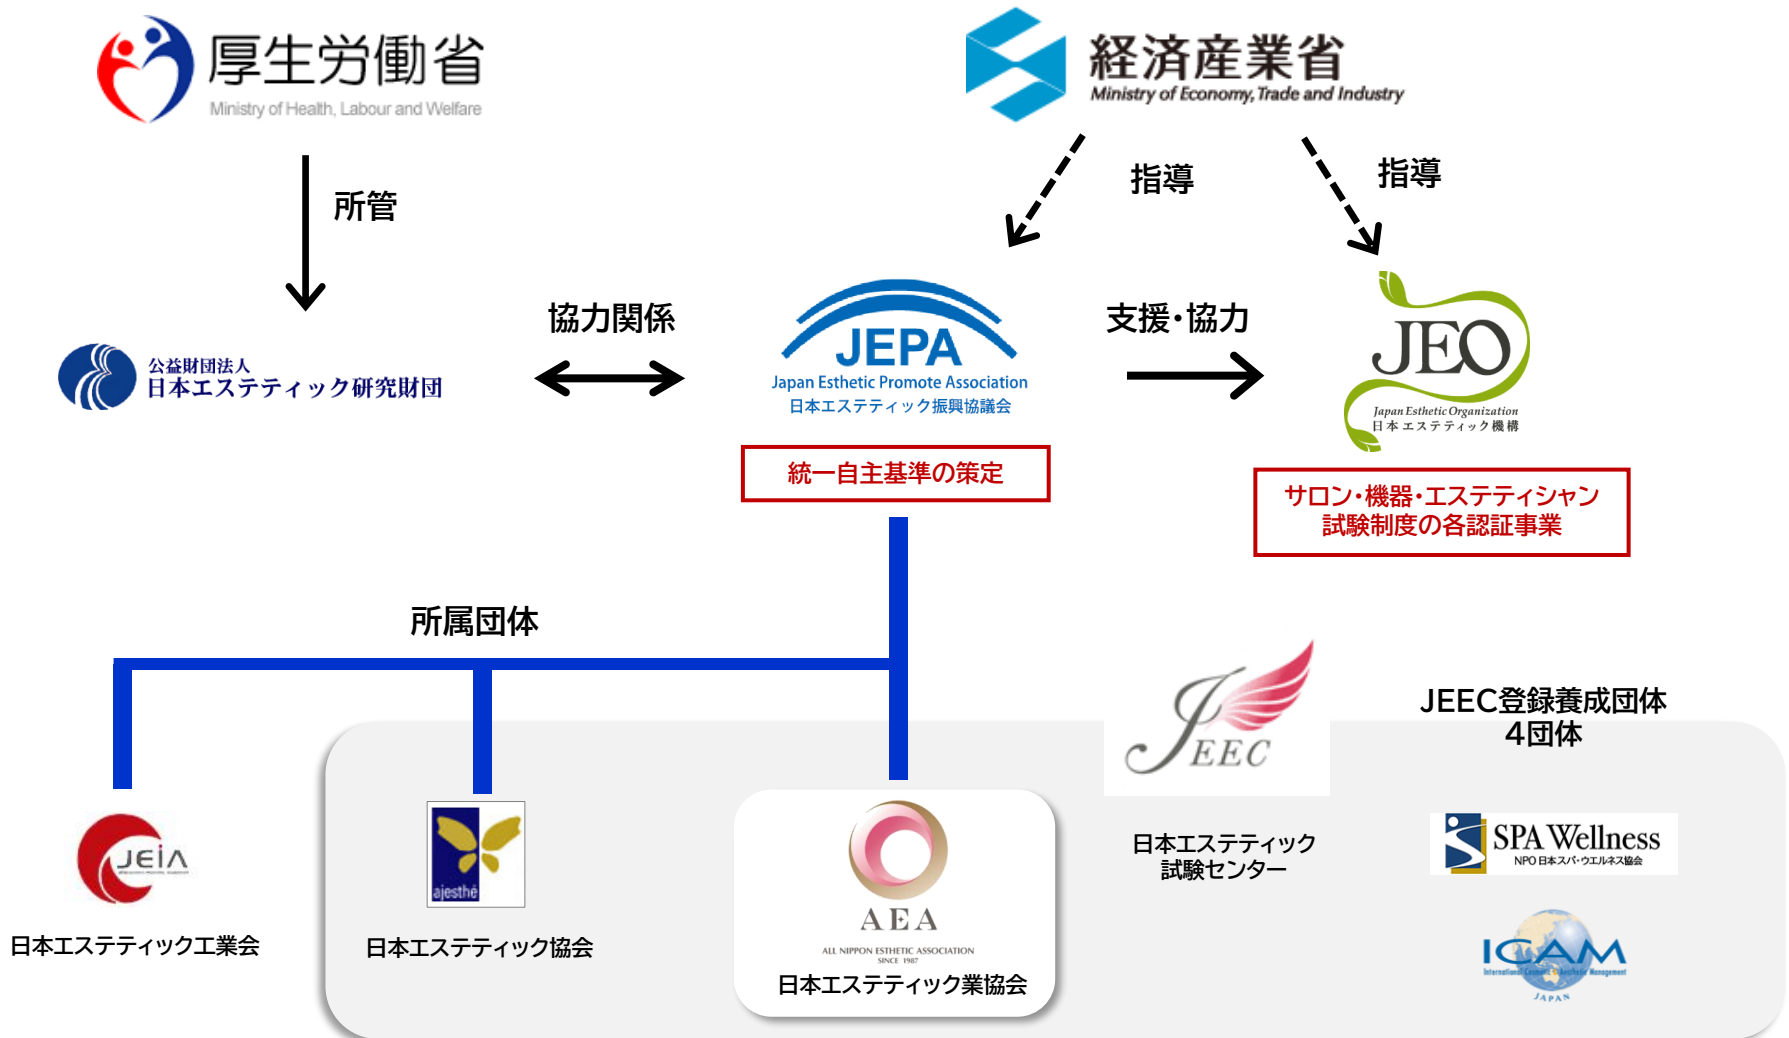 厚生労働省
Ministry of Health, Labour and Welfare
経済産業省
Ministry of Economy, Trade and Industry
所管
指導
指導
公益財団法人
日本エステティック研究財団
協力関係
JEPA
Japan Esthetic Promote Association
日本エステティック振興協議会
支援・協力
JEO
Japan Esthetic Organization
日本エステティック機構
統一自主基準の策定
サロン・機器・エステティシャン
試験制度の各認証事業
所属団体
JEIA
日本エステティック工業会
ajesthé
日本エステティック協会
AEA
ALL NIPPON ESTHETIC ASSOCIATION
SINCE 1987
日本エステティック業協会
JEEC
日本エステティック
試験センター
JEEC登録養成団体
4団体
SPA Wellness
NPO 日本スパ・ウエルネス協会
ICAM
International Cosmetic & Aesthetic Management
JAPAN